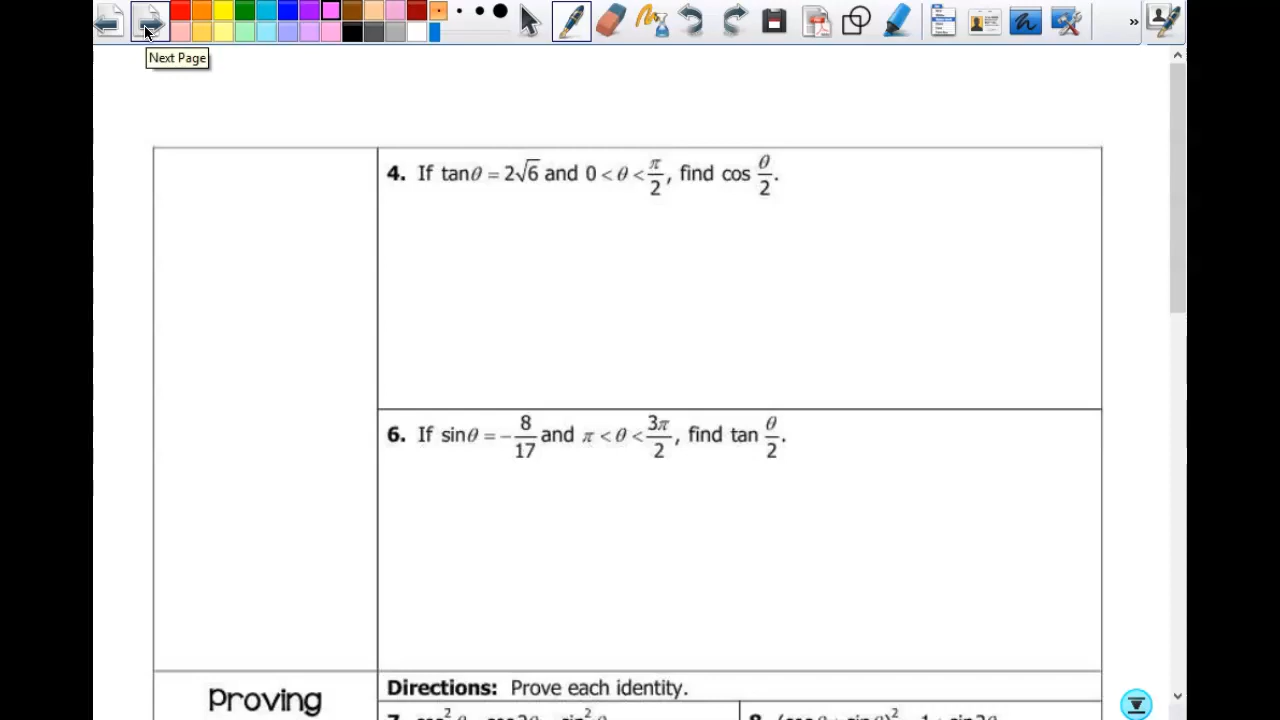 »
Next Page
4. If tanθ = 2√6 and 0 < θ < π/2, find cos θ/2.
6. If sinθ = -8/17 and π < θ < 3π/2, find tan θ/2.
Proving
Directions: Prove each identity.